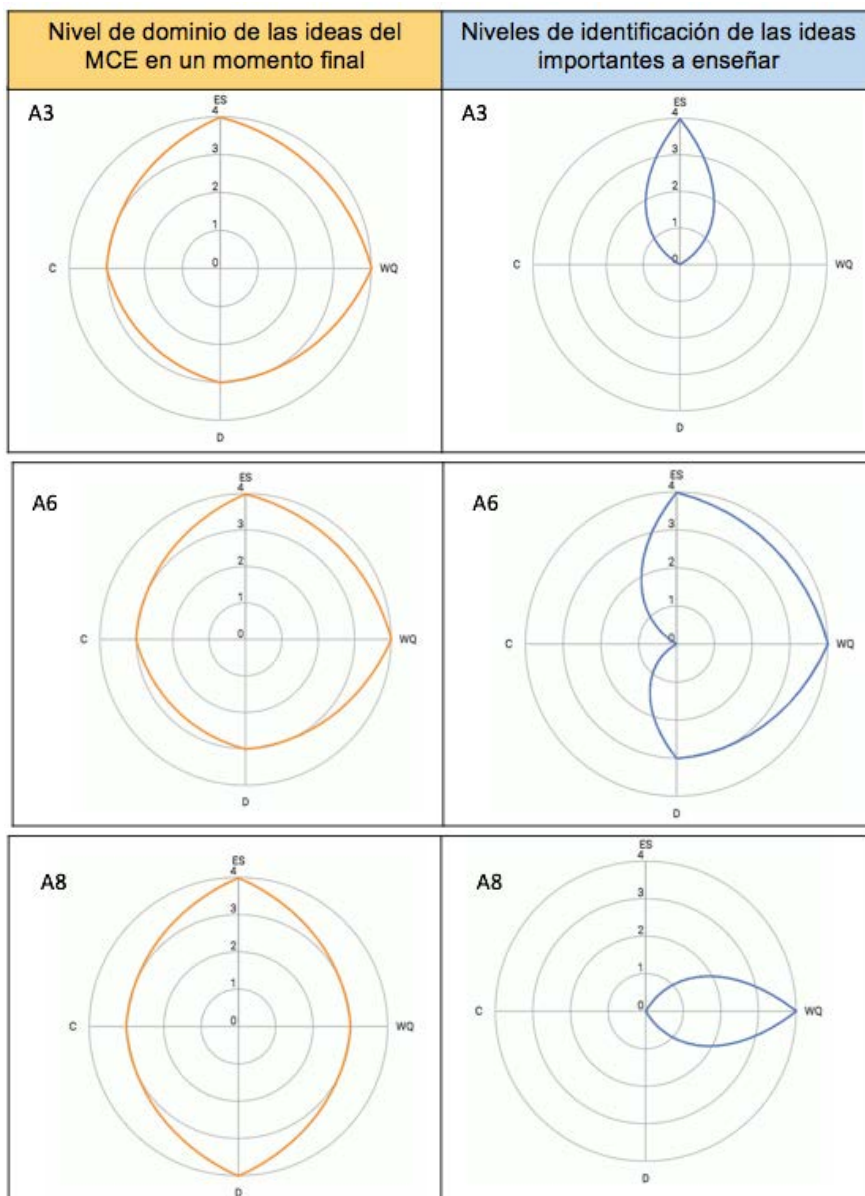 Nivel de dominio de las ideas del
MCE en un momento final
Niveles de identificación de las ideas
importantes a enseñar
A3
ES
4
3
2
1
0
C
WQ
D
A3
ES
4
3
2
1
0
C
WQ
D
A6
ES
4
3
2
1
0
C
WQ
D
A6
ES
4
3
2
1
0
C
WQ
D
A8
ES
4
3
2
1
0
C
WQ
D
A8
ES
4
3
2
1
0
C
WQ
D